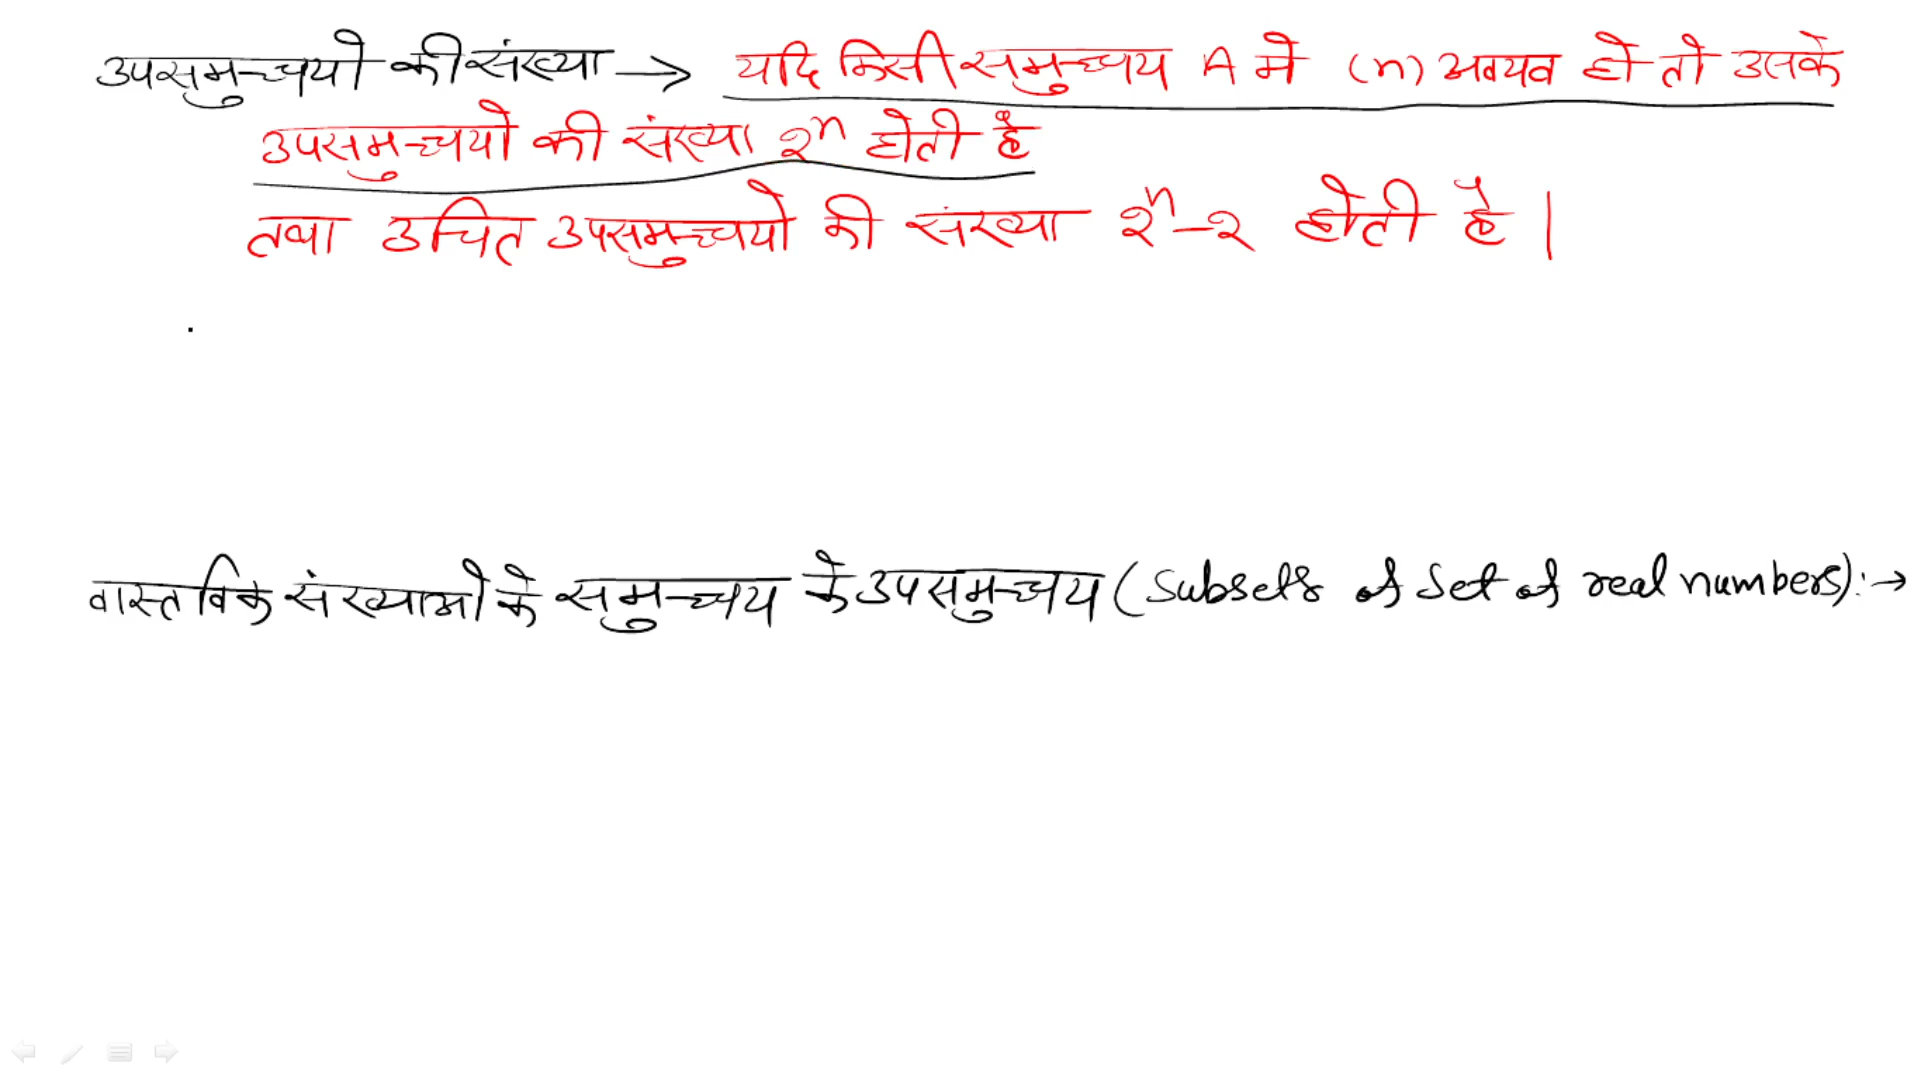 उपसमुच्चयो की संख्या → यदि किसी समुच्चय A मे (n) अवयव हो तो उसके
उपसमुच्चयो की संख्या 2ⁿ होती है
तथा उचित उपसमुच्चयो की संख्या 2ⁿ-2 होती है |
वास्तविक संख्याओ के समुच्चय के उपसमुच्चय (Subsets of Set of real numbers):→